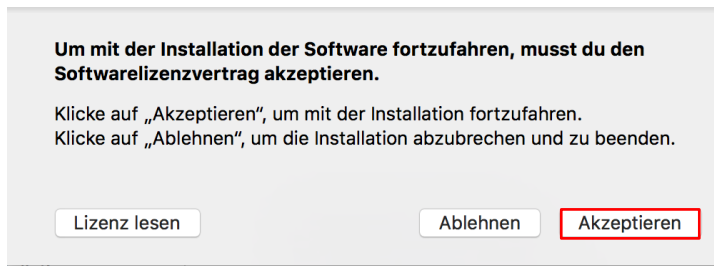 Um mit der Installation der Software fortzufahren, musst du den
Softwarelizenzvertrag akzeptieren.
Klicke auf „Akzeptieren“, um mit der Installation fortzufahren.
Klicke auf „Ablehnen“, um die Installation abzubrechen und zu beenden.
Lizenz lesen
Ablehnen
Akzeptieren